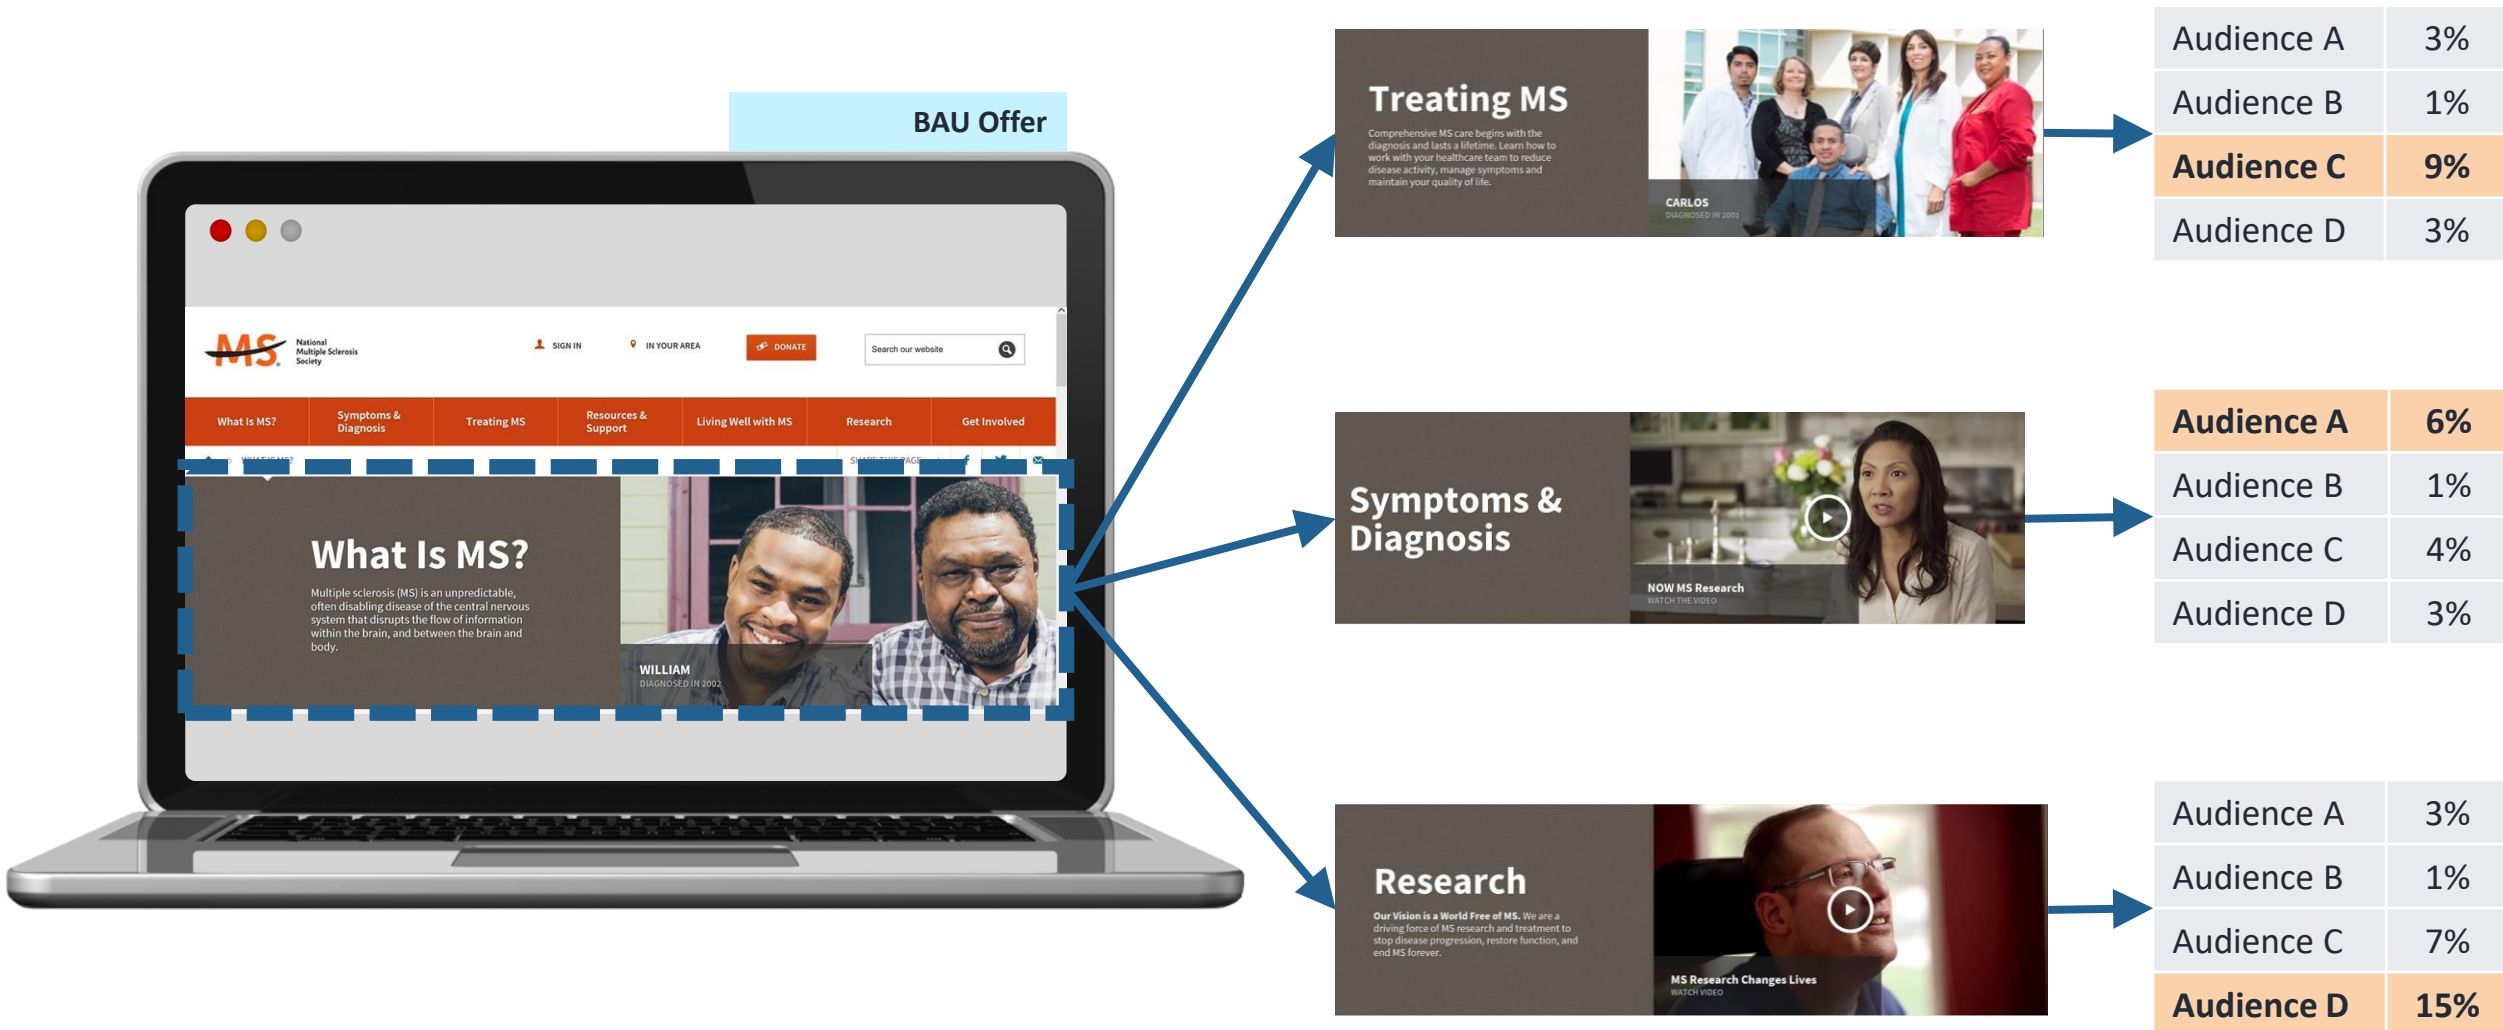 BAU Offer
MS
National
Multiple Sclerosis
Society
SIGN IN
IN YOUR AREA
DONATE
Search our website
What Is MS?
Symptoms &
Diagnosis
Treating MS
Resources &
Support
Living Well with MS
Research
Get Involved
WHAT IS MS?
SHARE THIS PAGE
What Is MS?
Multiple sclerosis (MS) is an unpredictable,
often disabling disease of the central nervous
system that disrupts the flow of information
within the brain, and between the brain and
body.
WILLIAM
DIAGNOSED IN 2002
Treating MS
Comprehensive MS care begins with the
diagnosis and lasts a lifetime. Learn how to
work with your healthcare team to reduce
disease activity, manage symptoms and
maintain your quality of life.
CARLOS
DIAGNOSED IN 2001
Audience A 3%
Audience B 1%
Audience C 9%
Audience D 3%
Symptoms &
Diagnosis
NOW MS Research
WATCH THE VIDEO
Audience A 6%
Audience B 1%
Audience C 4%
Audience D 3%
Research
Our Vision is a World Free of MS. We are a
driving force of MS research and treatment to
stop disease progression, restore function, and
end MS forever.
MS Research Changes Lives
WATCH VIDEO
Audience A 3%
Audience B 1%
Audience C 7%
Audience D 15%